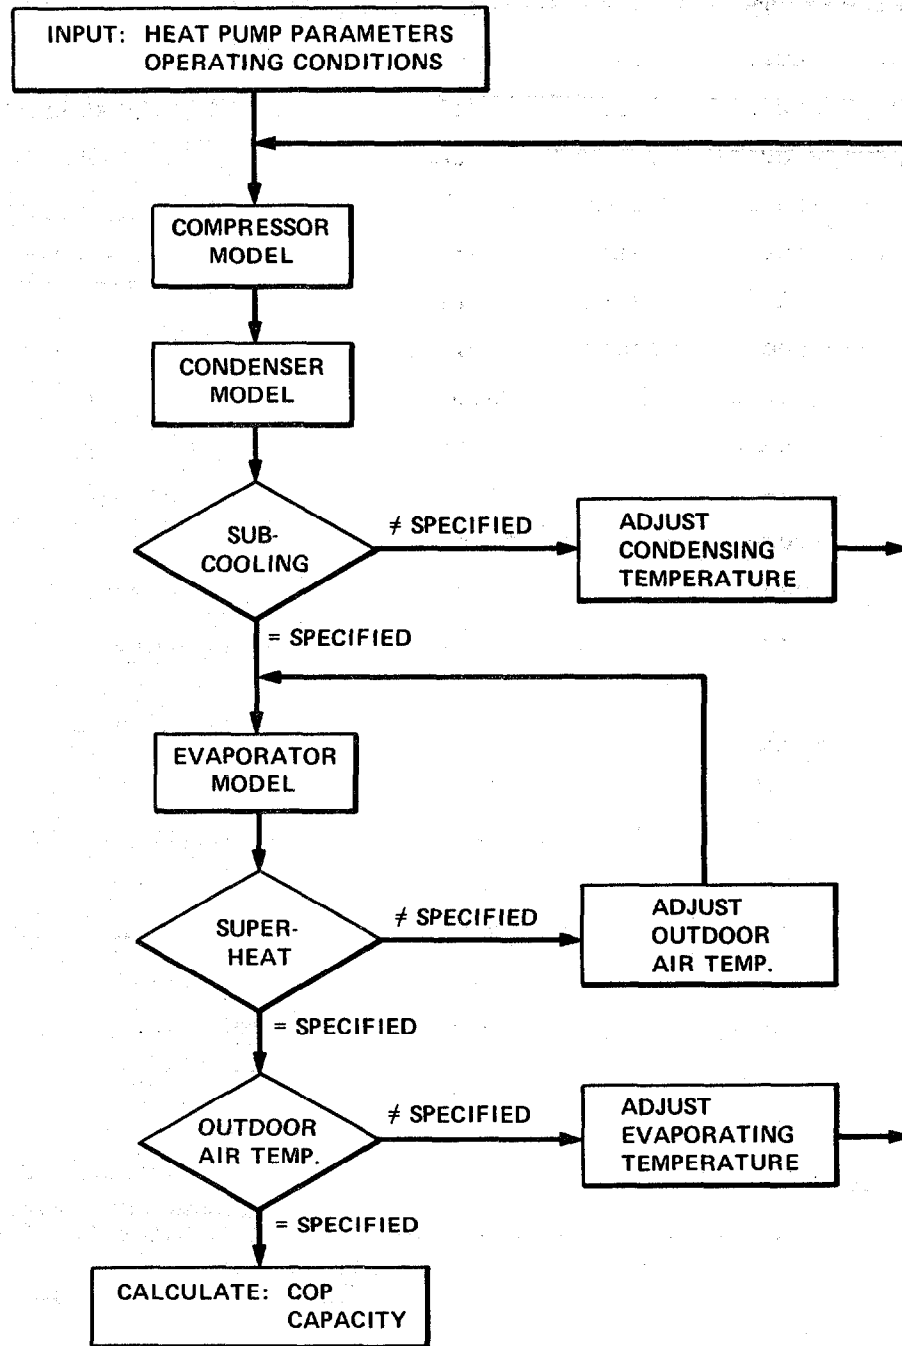 INPUT: HEAT PUMP PARAMETERS
OPERATING CONDITIONS
COMPRESSOR
MODEL
CONDENSER
MODEL
SUB-
COOLING
≠ SPECIFIED
ADJUST
CONDENSING
TEMPERATURE
= SPECIFIED
EVAPORATOR
MODEL
SUPER-
HEAT
≠ SPECIFIED
ADJUST
OUTDOOR
AIR TEMP.
= SPECIFIED
OUTDOOR
AIR TEMP.
≠ SPECIFIED
ADJUST
EVAPORATING
TEMPERATURE
= SPECIFIED
CALCULATE: COP
CAPACITY